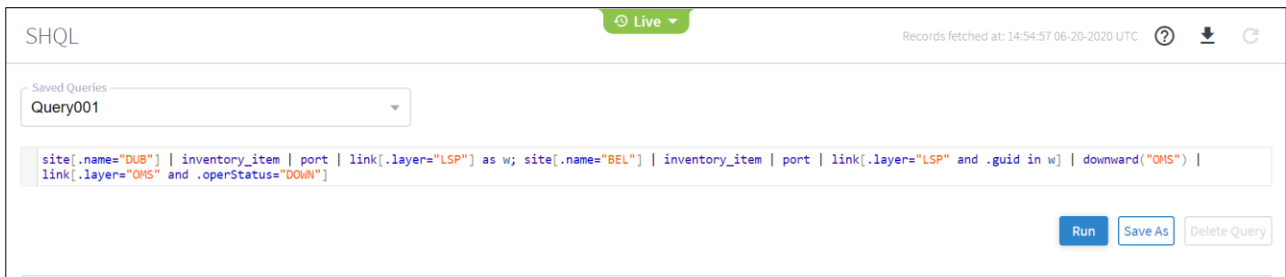 SHQL
Live
Records fetched at: 14:54:57 06-20-2020 UTC
Saved Queries
Query001
site[.name="DUB"] | inventory_item | port | link[.layer="LSP"] as w; site[.name="BEL"] | inventory_item | port | link[.layer="LSP" and .guid in w] | downward("OMS") |
link[.layer="OMS" and .operStatus="DOWN"]
Run Save As Delete Query